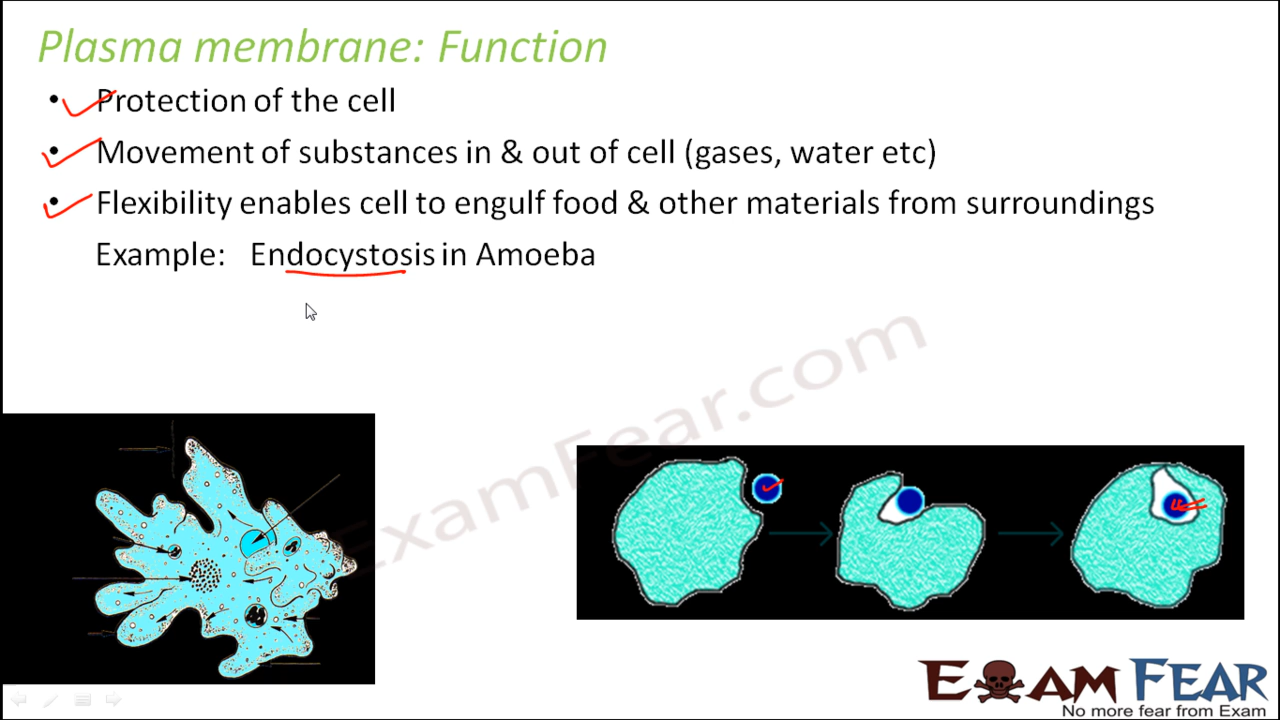 Plasma membrane: Function
• Protection of the cell
• Movement of substances in & out of cell (gases, water etc)
• Flexibility enables cell to engulf food & other materials from surroundings
Example: Endocystosis in Amoeba
ExamFear.com
EXAM FEAR
No more fear from Exam